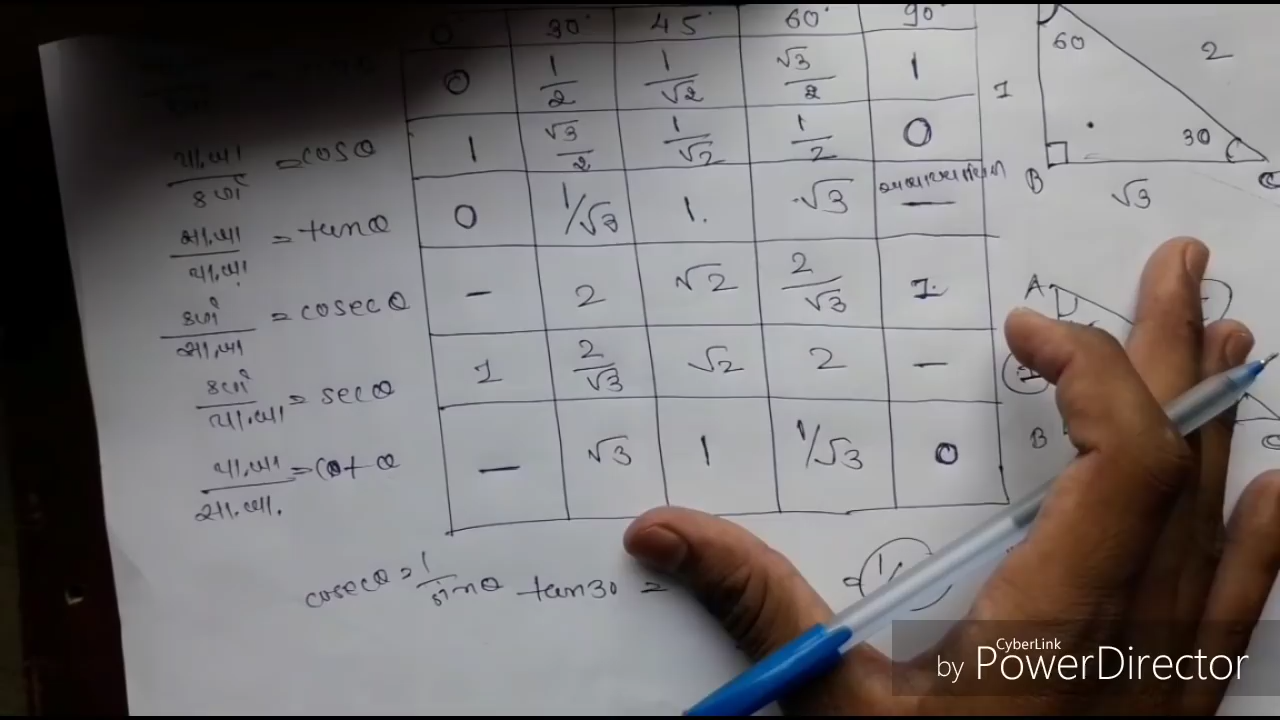 0° 30° 45° 60° 90°
0 1/2 1/√2 √3/2 1
પા.બા/કર્ણ = cosθ 1 √3/2 1/√2 1/2 0
સા.બા/પા.બા = tanθ 0 1/√3 1. √3 —
કર્ણ/સા.બા = cosecθ — 2 √2 2/√3 1.
કર્ણ/પા.બા = secθ 1 2/√3 √2 2 —
પા.બા/સા.બા. = cotθ — √3 1 1/√3 0
cosecθ = 1/sinθ tan30 =
60 2
1 30
B √3 C
A
1
B C
CyberLink
by PowerDirector